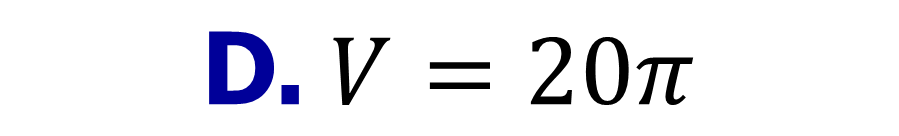 D. V = 20π